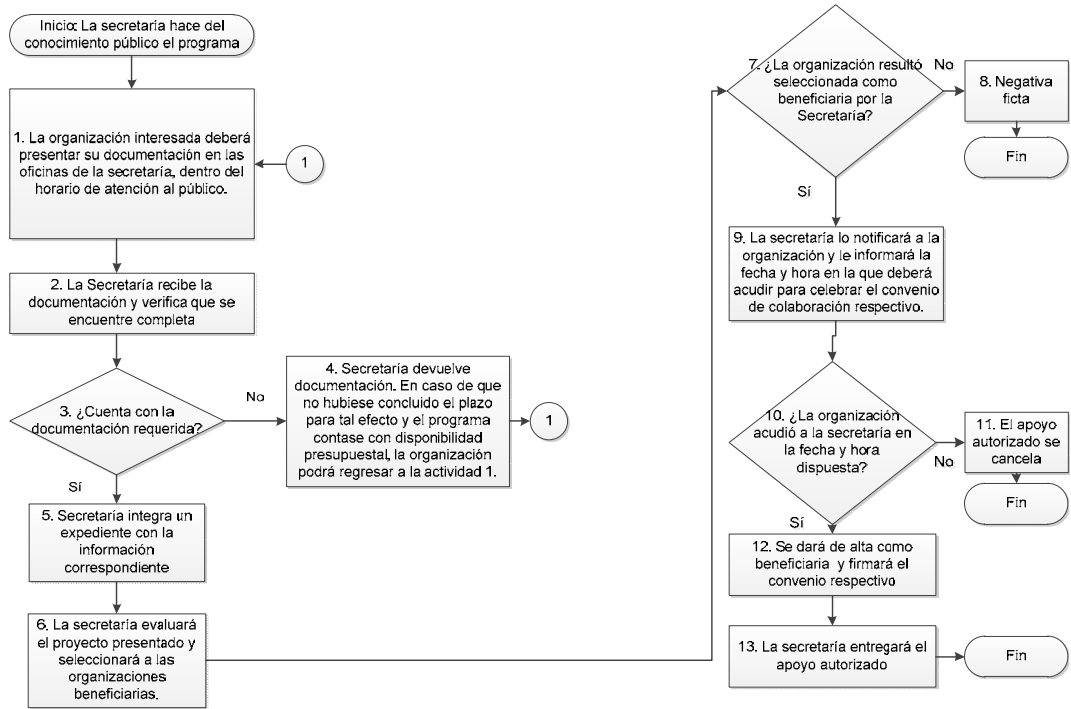 Inicio: La secretaría hace del
conocimiento público el programa
1. La organización interesada deberá
presentar su documentación en las
oficinas de la secretaría, dentro del
horario de atención al público.
1
2. La Secretaría recibe la
documentación y verifica que se
encuentre completa
3. ¿Cuenta con la
documentación requerida?
No
4. Secretaría devuelve
documentación. En caso de que
no hubiese concluido el plazo
para tal efecto y el programa
contase con disponibilidad
presupuestal, la organización
podrá regresar a la actividad 1.
1
Sí
5. Secretaría integra un
expediente con la
información
correspondiente
6. La secretaría evaluará
el proyecto presentado y
seleccionará a las
organizaciones
beneficiarias.
7. ¿La organización resultó
seleccionada como
beneficiaria por la
Secretaría?
No
8. Negativa
ficta
Fin
Sí
9. La secretaría lo notificará a la
organización y le informará la
fecha y hora en la que deberá
acudir para celebrar el convenio
de colaboración respectivo.
10. ¿La organización
acudió a la secretaría en
la fecha y hora
dispuesta?
No
11. El apoyo
autorizado se
cancela
Fin
Sí
12. Se dará de alta como
beneficiaria y firmará el
convenio respectivo
13. La secretaría entregará el
apoyo autorizado
Fin